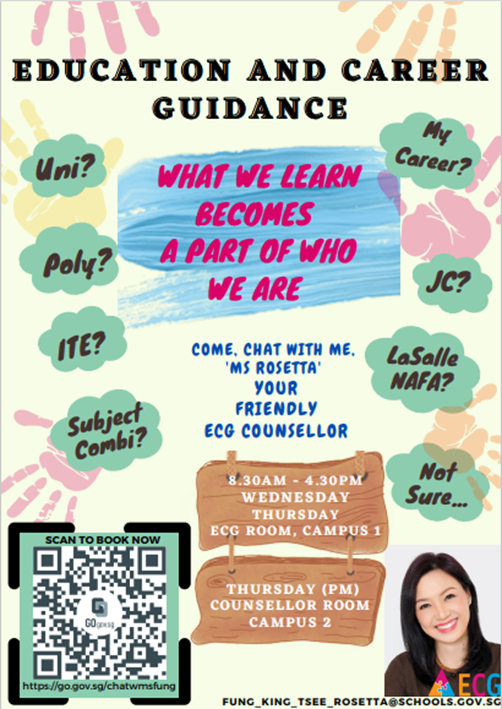 EDUCATION AND CAREER
GUIDANCE
Uni?
My
Career?
WHAT WE LEARN
BECOMES
A PART OF WHO
WE ARE
Poly?
JC?
ITE?
LaSalle
NAFA?
COME, CHAT WITH ME,
'MS ROSETTA'
YOUR
FRIENDLY
ECG COUNSELLOR
Subject
Combi?
Not
Sure...
8.30AM - 4.30PM
WEDNESDAY
THURSDAY
ECG ROOM, CAMPUS 1
THURSDAY (PM)
COUNSELLOR ROOM
CAMPUS 2
SCAN TO BOOK NOW
GO.gov.sg
https://go.gov.sg/chatwmsfung
ECG
FUNG_KING_TSEE_ROSETTA@SCHOOLS.GOV.SG